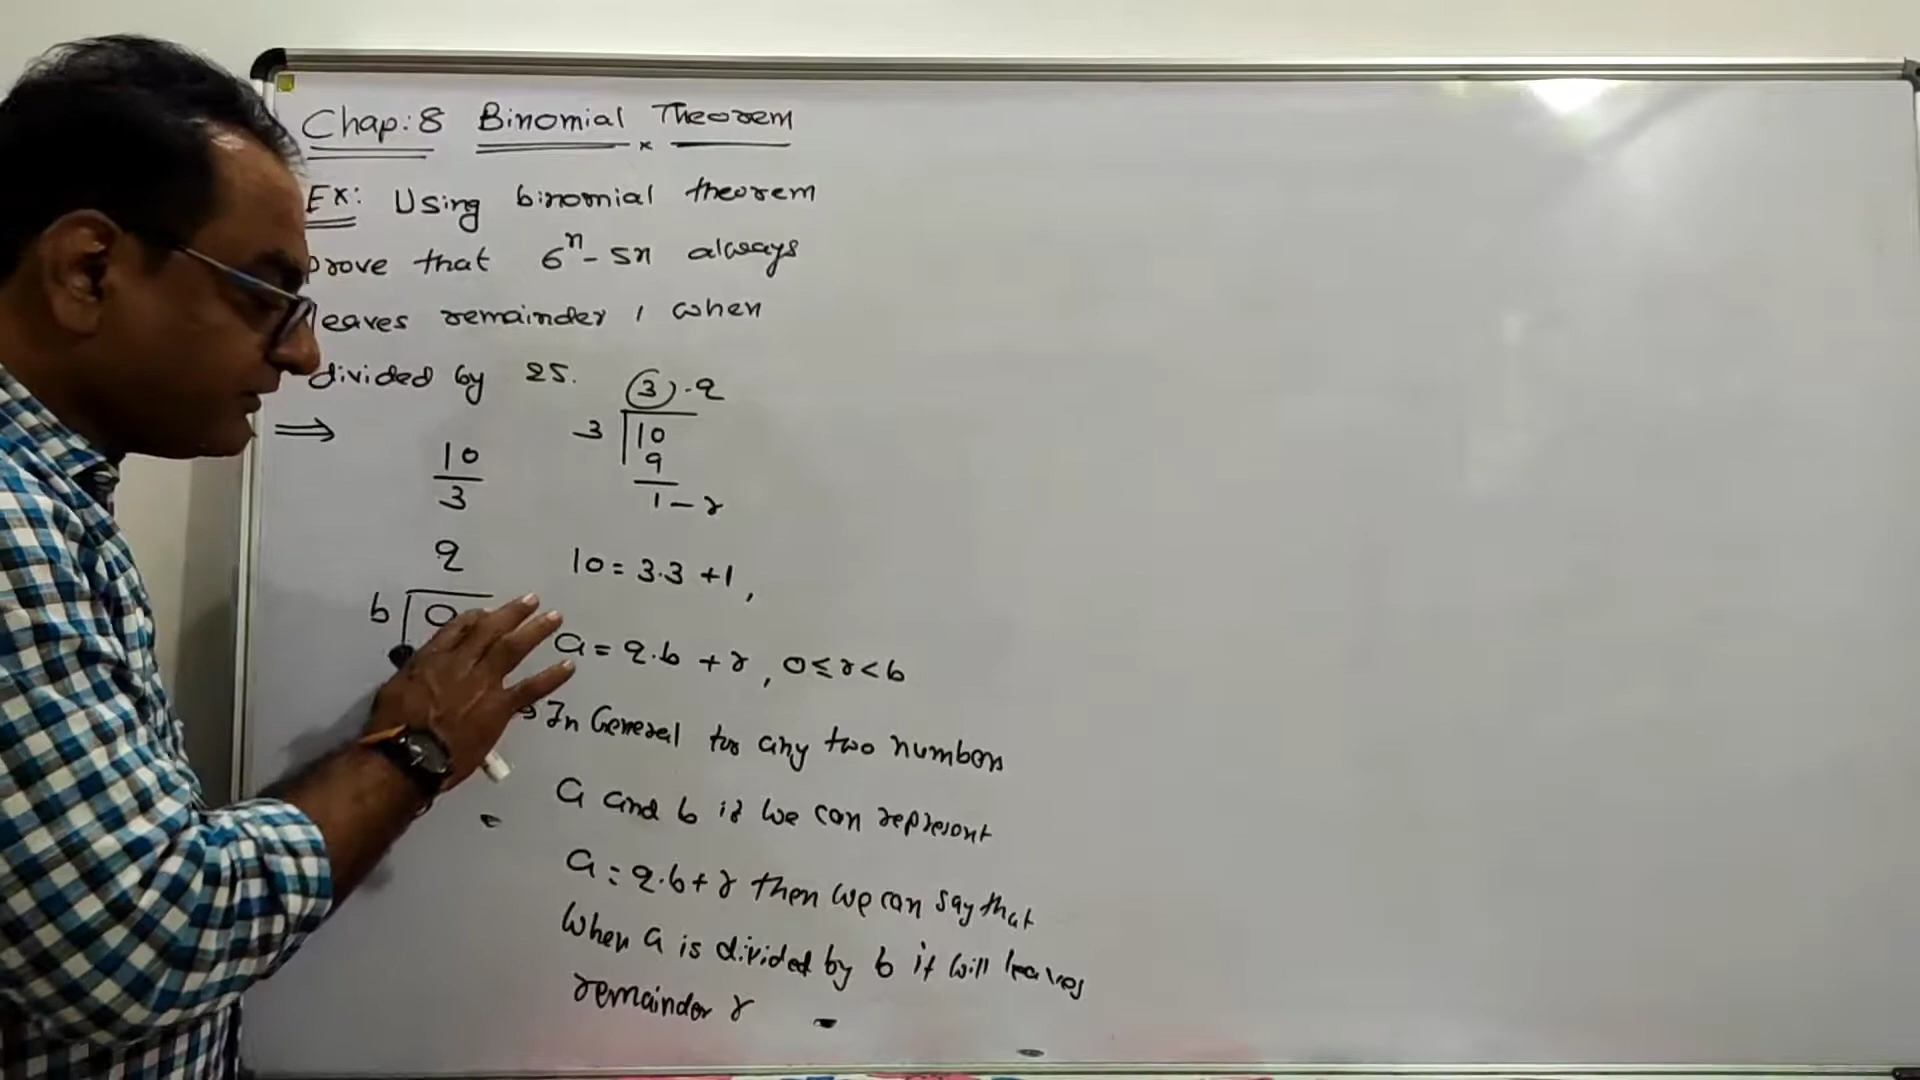 Chap: 8 Binomial Theorem
Ex: Using binomial theorem
prove that 6ⁿ - 5n always
leaves remainder 1 when
divided by 25.
⇒
10
3
3 · q
3 10
9
1 - r
q
b a
10 = 3.3 + 1,
a = q.b + r, 0 ≤ r < b
In General for any two numbers
a and b if we can represent
a = q.b + r then we can say that
When a is divided by b it will leaves
remainder r